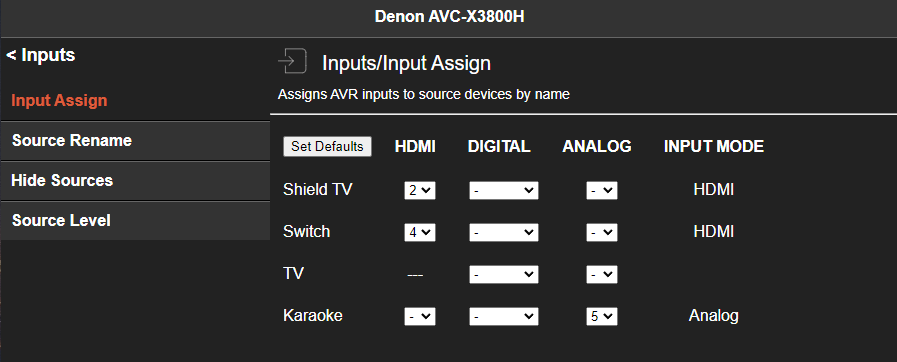 Denon AVC-X3800H
< Inputs
Input Assign
Source Rename
Hide Sources
Source Level
Inputs/Input Assign
Assigns AVR inputs to source devices by name
Set Defaults HDMI DIGITAL ANALOG INPUT MODE
Shield TV 2 - - HDMI
Switch 4 - - HDMI
TV --- - -
Karaoke - - 5 Analog